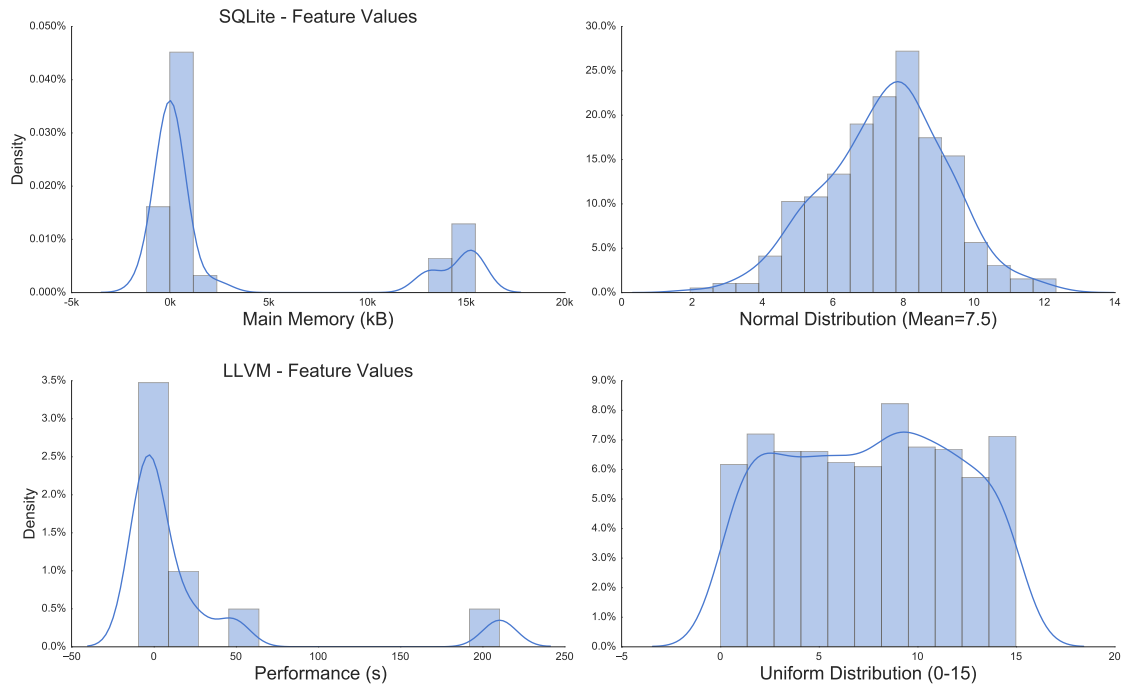 SQLite - Feature Values
0.050%
0.040%
0.030%
0.020%
0.010%
0.000%
Density
-5k 0k 5k 10k 15k 20k
Main Memory (kB)
30.0%
25.0%
20.0%
15.0%
10.0%
5.0%
0.0%
0 2 4 6 8 10 12 14
Normal Distribution (Mean=7.5)
LLVM - Feature Values
3.5%
3.0%
2.5%
2.0%
1.5%
1.0%
0.5%
0.0%
Density
−50 0 50 100 150 200 250
Performance (s)
9.0%
8.0%
7.0%
6.0%
5.0%
4.0%
3.0%
2.0%
1.0%
0.0%
−5 0 5 10 15 20
Uniform Distribution (0-15)